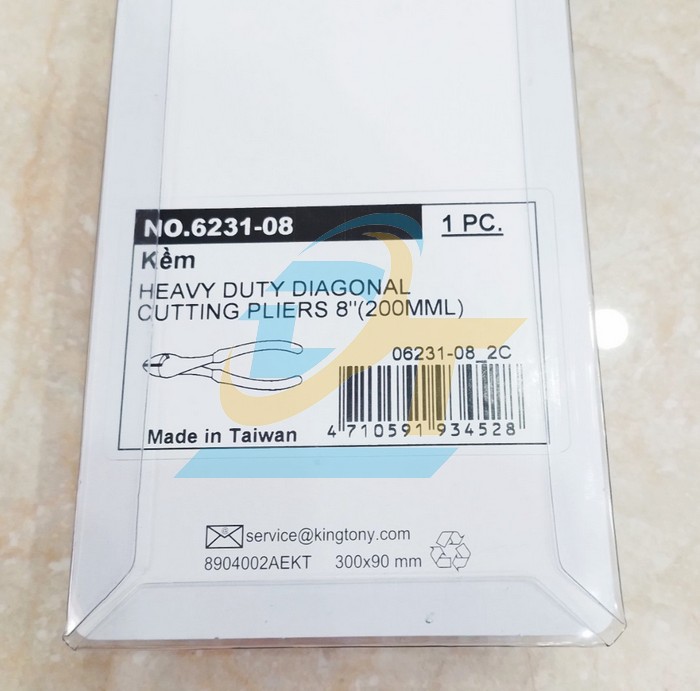 NO.6231-08
1 PC.
Kềm
HEAVY DUTY DIAGONAL
CUTTING PLIERS 8"(200MML)
06231-08_2C
Made in Taiwan
4 710591 934528
service@kingtony.com
8904002AEKT 300x90 mm
DT